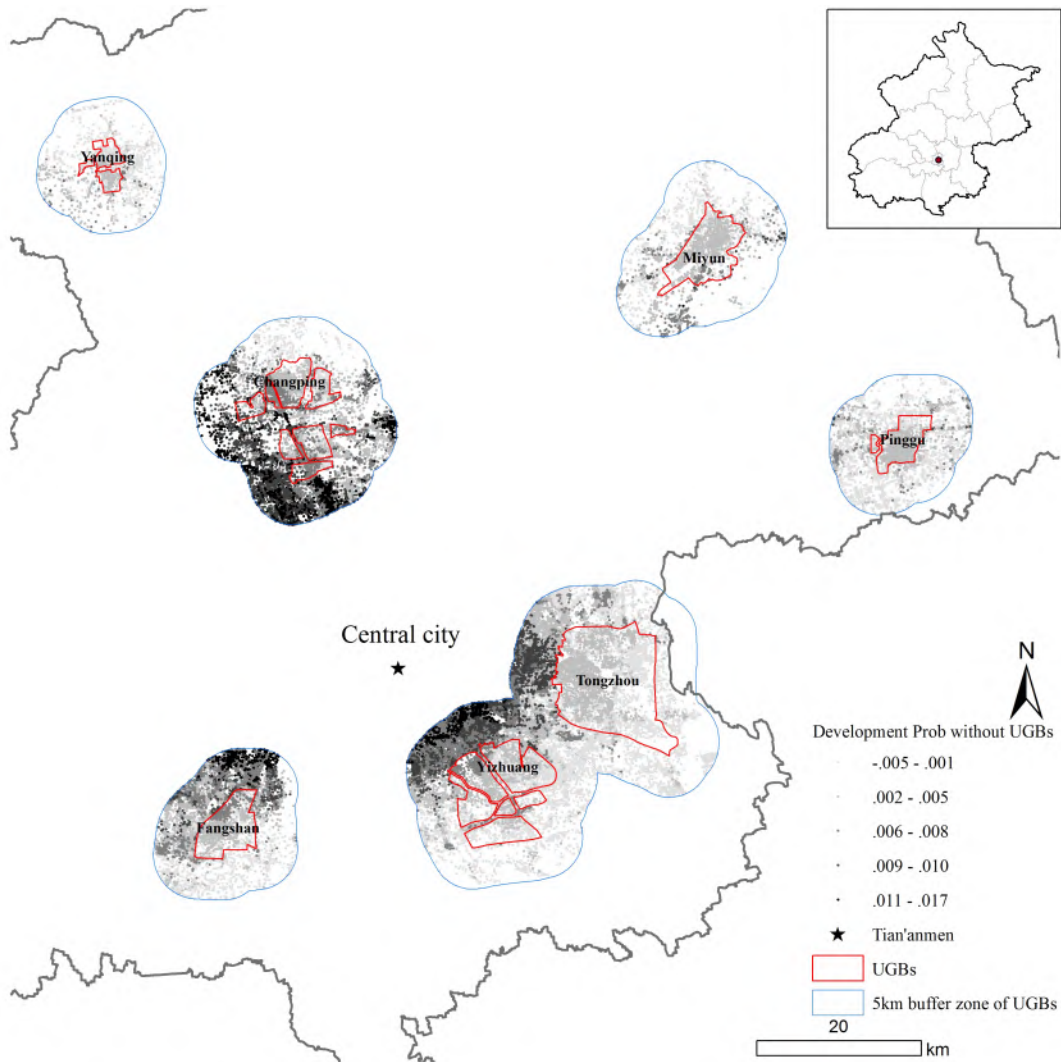 Yanqing
Miyun
Changping
Pinggu
Central city
Tongzhou
N
Yizhuang
Fangshan
Development Prob without UGBs
-.005 - .001
.002 - .005
.006 - .008
.009 - .010
.011 - .017
Tian'anmen
UGBs
5km buffer zone of UGBs
20
km